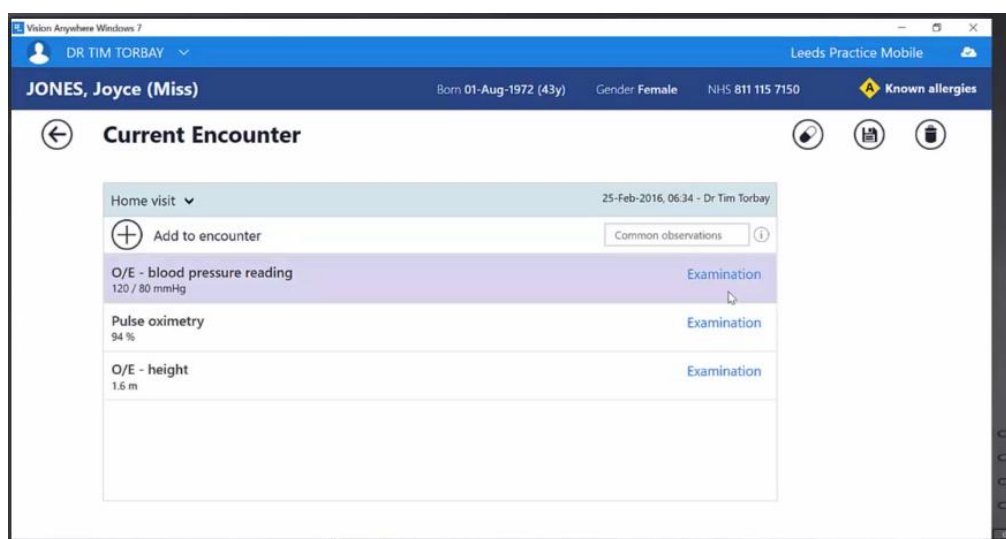 Vision Anywhere Windows 7
DR TIM TORBAY Leeds Practice Mobile
JONES, Joyce (Miss) Born 01-Aug-1972 (43y) Gender Female NHS 811 115 7150 A Known allergies
Current Encounter
Home visit 25-Feb-2016, 06:34 - Dr Tim Torbay
Add to encounter Common observations
O/E - blood pressure reading Examination
120 / 80 mmHg
Pulse oximetry Examination
94 %
O/E - height Examination
1.6 m